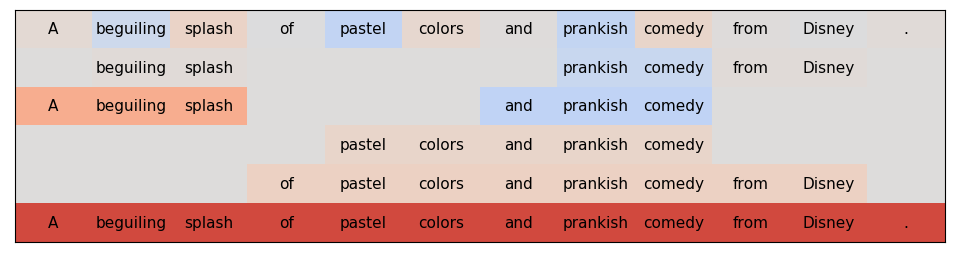 A beguiling splash of pastel colors and prankish comedy from Disney .
beguiling splash prankish comedy from Disney
A beguiling splash and prankish comedy
pastel colors and prankish comedy
of pastel colors and prankish comedy from Disney
A beguiling splash of pastel colors and prankish comedy from Disney .